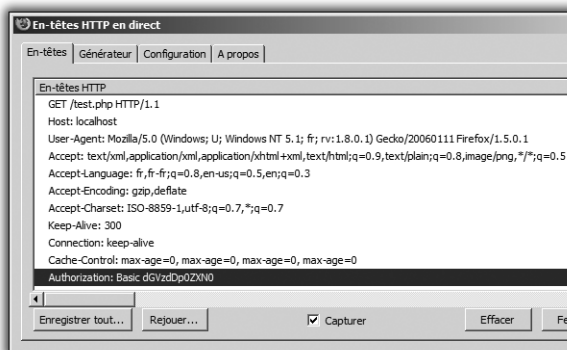 En-têtes HTTP en direct
En-têtes Générateur Configuration A propos
En-têtes HTTP
GET /test.php HTTP/1.1
Host: localhost
User-Agent: Mozilla/5.0 (Windows; U; Windows NT 5.1; fr; rv:1.8.0.1) Gecko/20060111 Firefox/1.5.0.1
Accept: text/xml,application/xml,application/xhtml+xml,text/html;q=0.9,text/plain;q=0.8,image/png,*/*;q=0.5
Accept-Language: fr,fr-fr;q=0.8,en-us;q=0.5,en;q=0.3
Accept-Encoding: gzip,deflate
Accept-Charset: ISO-8859-1,utf-8;q=0.7,*;q=0.7
Keep-Alive: 300
Connection: keep-alive
Cache-Control: max-age=0, max-age=0, max-age=0, max-age=0
Authorization: Basic dGVzdDp0ZXN0
Enregistrer tout... Rejouer... Capturer Effacer Fe